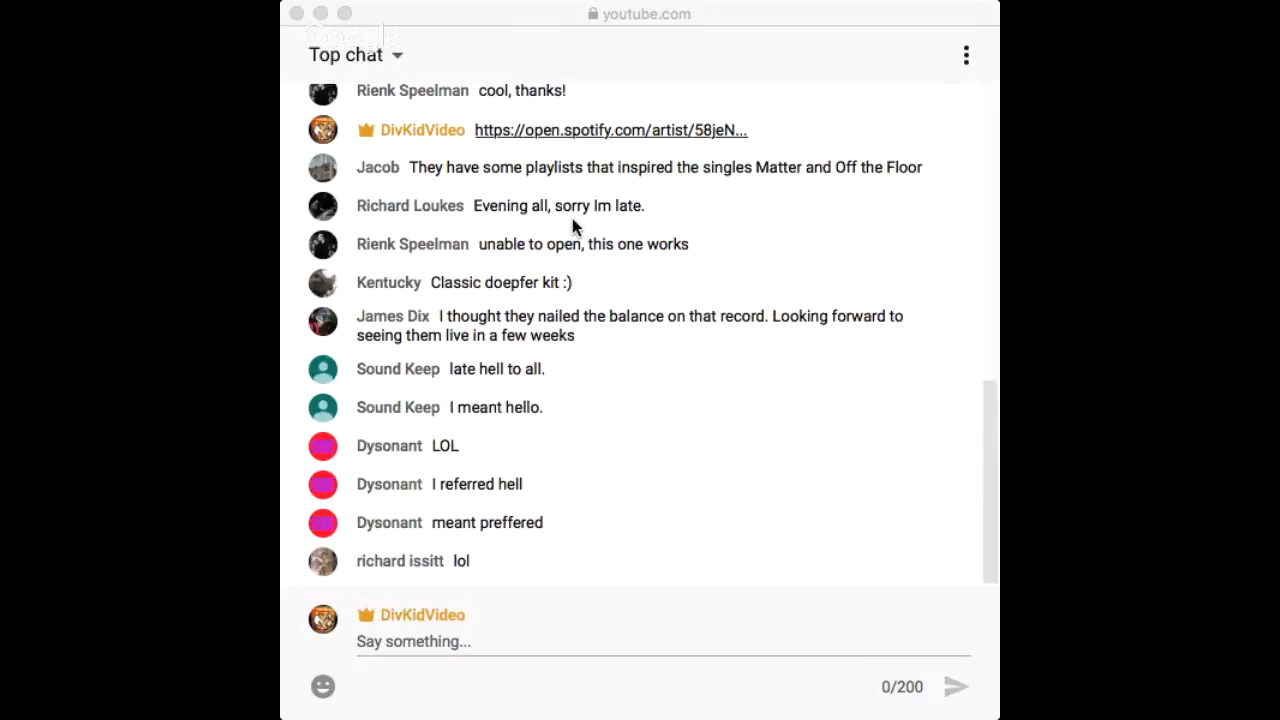 youtube.com
Google
Top chat
Rienk Speelman cool, thanks!
DivKidVideo https://open.spotify.com/artist/58jeN...
Jacob They have some playlists that inspired the singles Matter and Off the Floor
Richard Loukes Evening all, sorry Im late.
Rienk Speelman unable to open, this one works
Kentucky Classic doepfer kit :)
James Dix I thought they nailed the balance on that record. Looking forward to
seeing them live in a few weeks
Sound Keep late hell to all.
Sound Keep I meant hello.
Dysonant LOL
Dysonant I referred hell
Dysonant meant preffered
richard issitt lol
DivKidVideo
Say something...
0/200